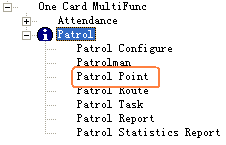 One Card MultiFunc
Attendance
Patrol
Patrol Configure
Patrolman
Patrol Point
Patrol Route
Patrol Task
Patrol Report
Patrol Statistics Report